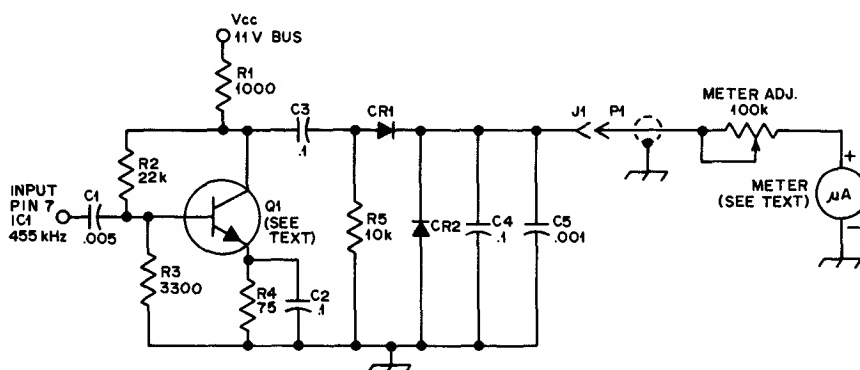 Vcc
11 V BUS
R1
1000
C3
.1
CR1
J1
P1
METER ADJ.
100k
R2
22k
INPUT
PIN 7
IC1
455 kHz
C1
.005
Q1
(SEE
TEXT)
R5
10k
CR2
C4
.1
C5
.001
+
METER
(SEE TEXT)
μA
−
R3
3300
R4
75
C2
.1